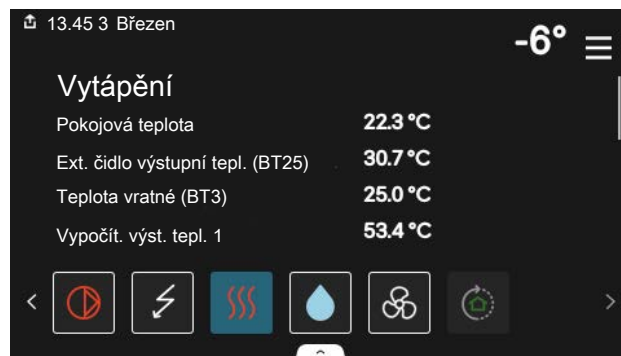 13.45 3 Březen
-6°
Vytápění
Pokojová teplota 22.3 °C
Ext. čidlo výstupní tepl. (BT25) 30.7 °C
Teplota vratné (BT3) 25.0 °C
Vypočít. výst. tepl. 1 53.4 °C